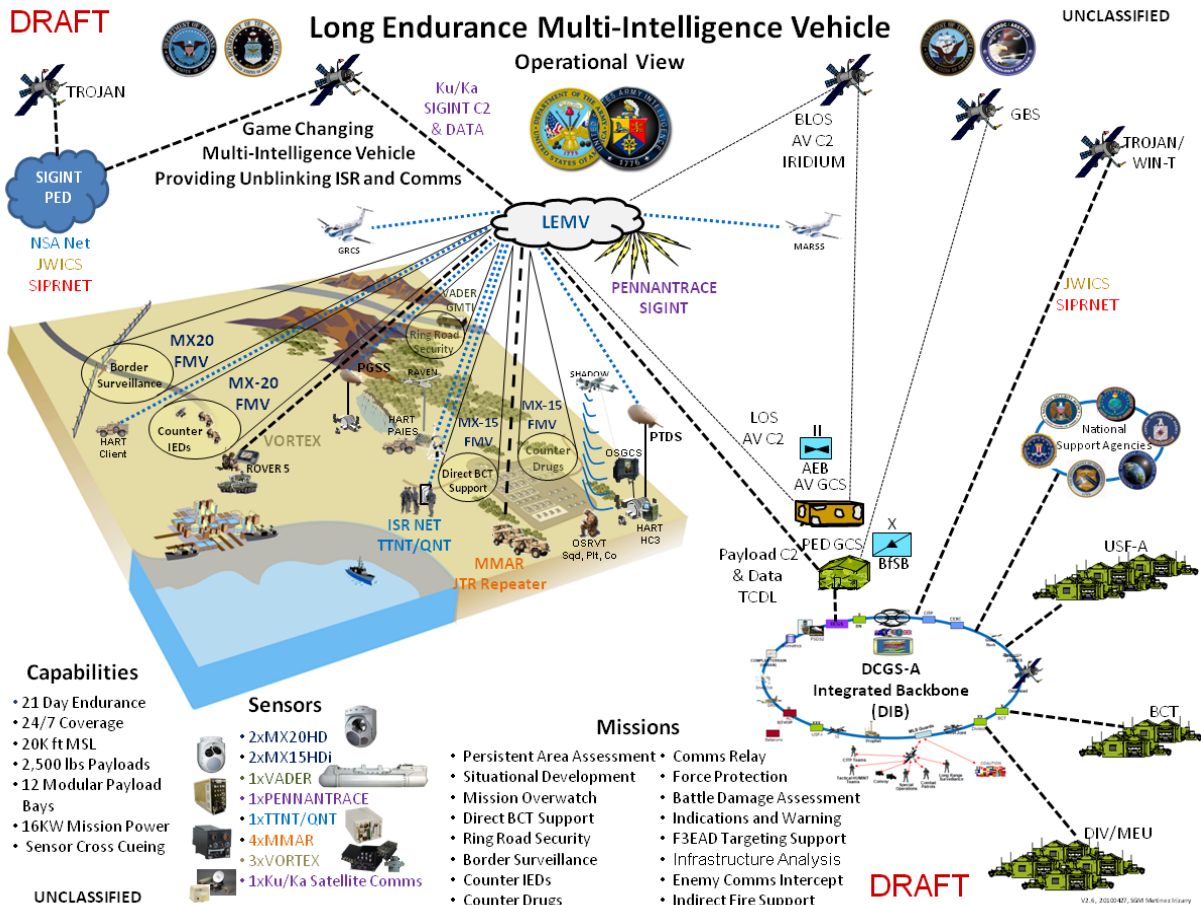 DRAFT
Long Endurance Multi-Intelligence Vehicle
UNCLASSIFIED
Operational View
TROJAN
Ku/Ka
SIGINT C2
& DATA
Game Changing
Multi-Intelligence Vehicle
Providing Unblinking ISR and Comms
BLOS
AV C2
IRIDIUM
GBS
TROJAN/
WIN-T
SIGINT
PED
NSA Net
JWICS
SIPRNET
LEMV
GRCS
MARSS
PENNANTRACE
SIGINT
JWICS
SIPRNET
VADER
GMTI
Ring Road
Security
MX20
FMV
Border
Surveillance
MX-20
FMV
PGSS
RAVEN
SHADOW
HART
Client
Counter
IEDs
VORTEX
ROVER 5
HART
PAIES
MX-15
FMV
MX-15
FMV
Direct BCT
Support
Counter
Drugs
PTDS
OSGCS
HART
HC3
OSRVT
Sqd, Plt, Co
ISR NET
TTNT/QNT
MMAR
JTR Repeater
LOS
AV C2
II
AEB
AV GCS
X
BfSB
PED GCS
Payload C2
& Data
TCDL
National
Support Agencies
USF-A
BCT
DIV/MEU
DCGS-A
Integrated Backbone
(DIB)
Capabilities
• 21 Day Endurance
• 24/7 Coverage
• 20K ft MSL
• 2,500 lbs Payloads
• 12 Modular Payload
Bays
• 16KW Mission Power
• Sensor Cross Cueing
UNCLASSIFIED
Sensors
• 2xMX20HD
• 2xMX15HDi
• 1xVADER
• 1xPENNANTRACE
• 1xTTNT/QNT
• 4xMMAR
• 3xVORTEX
• 1xKu/Ka Satellite Comms
Missions
• Persistent Area Assessment
• Situational Development
• Mission Overwatch
• Direct BCT Support
• Ring Road Security
• Border Surveillance
• Counter IEDs
• Counter Drugs
• Comms Relay
• Force Protection
• Battle Damage Assessment
• Indications and Warning
• F3EAD Targeting Support
• Infrastructure Analysis
• Enemy Comms Intercept
• Indirect Fire Support
DRAFT